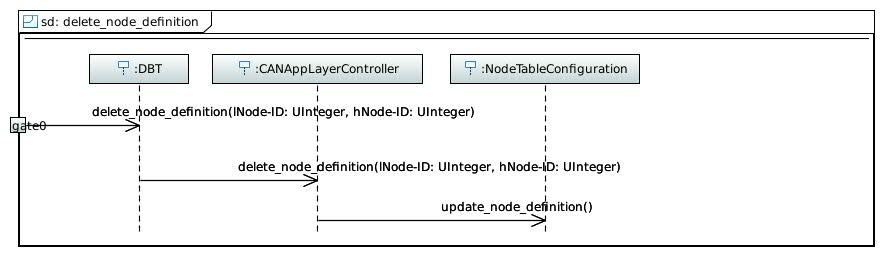 sd: delete_node_definition
:DBT
:CANAppLayerController
:NodeTableConfiguration
delete_node_definition(lNode-ID: UInteger, hNode-ID: UInteger)
gate0
delete_node_definition(lNode-ID: UInteger, hNode-ID: UInteger)
update_node_definition()